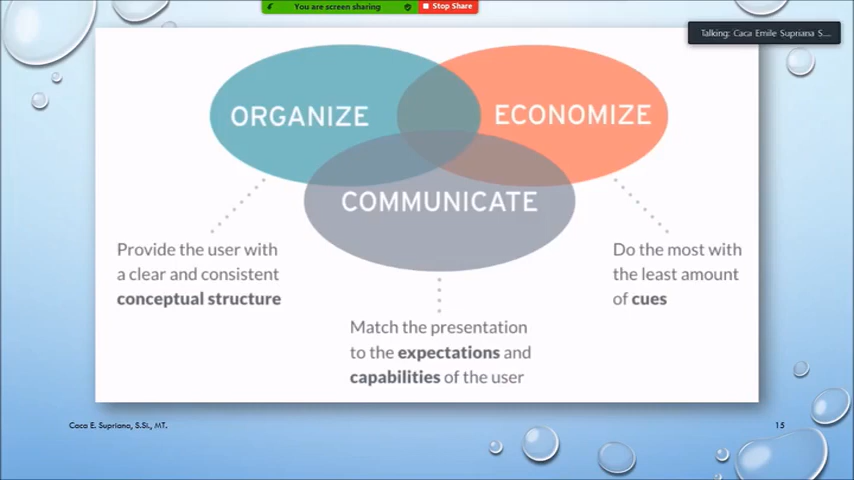 You are screen sharing
Stop Share
Talking: Caca Emile Supriana S....
ORGANIZE
ECONOMIZE
COMMUNICATE
Provide the user with
a clear and consistent
conceptual structure
Do the most with
the least amount
of cues
Match the presentation
to the expectations and
capabilities of the user
Caca E. Supriana, S.Si., MT.
15